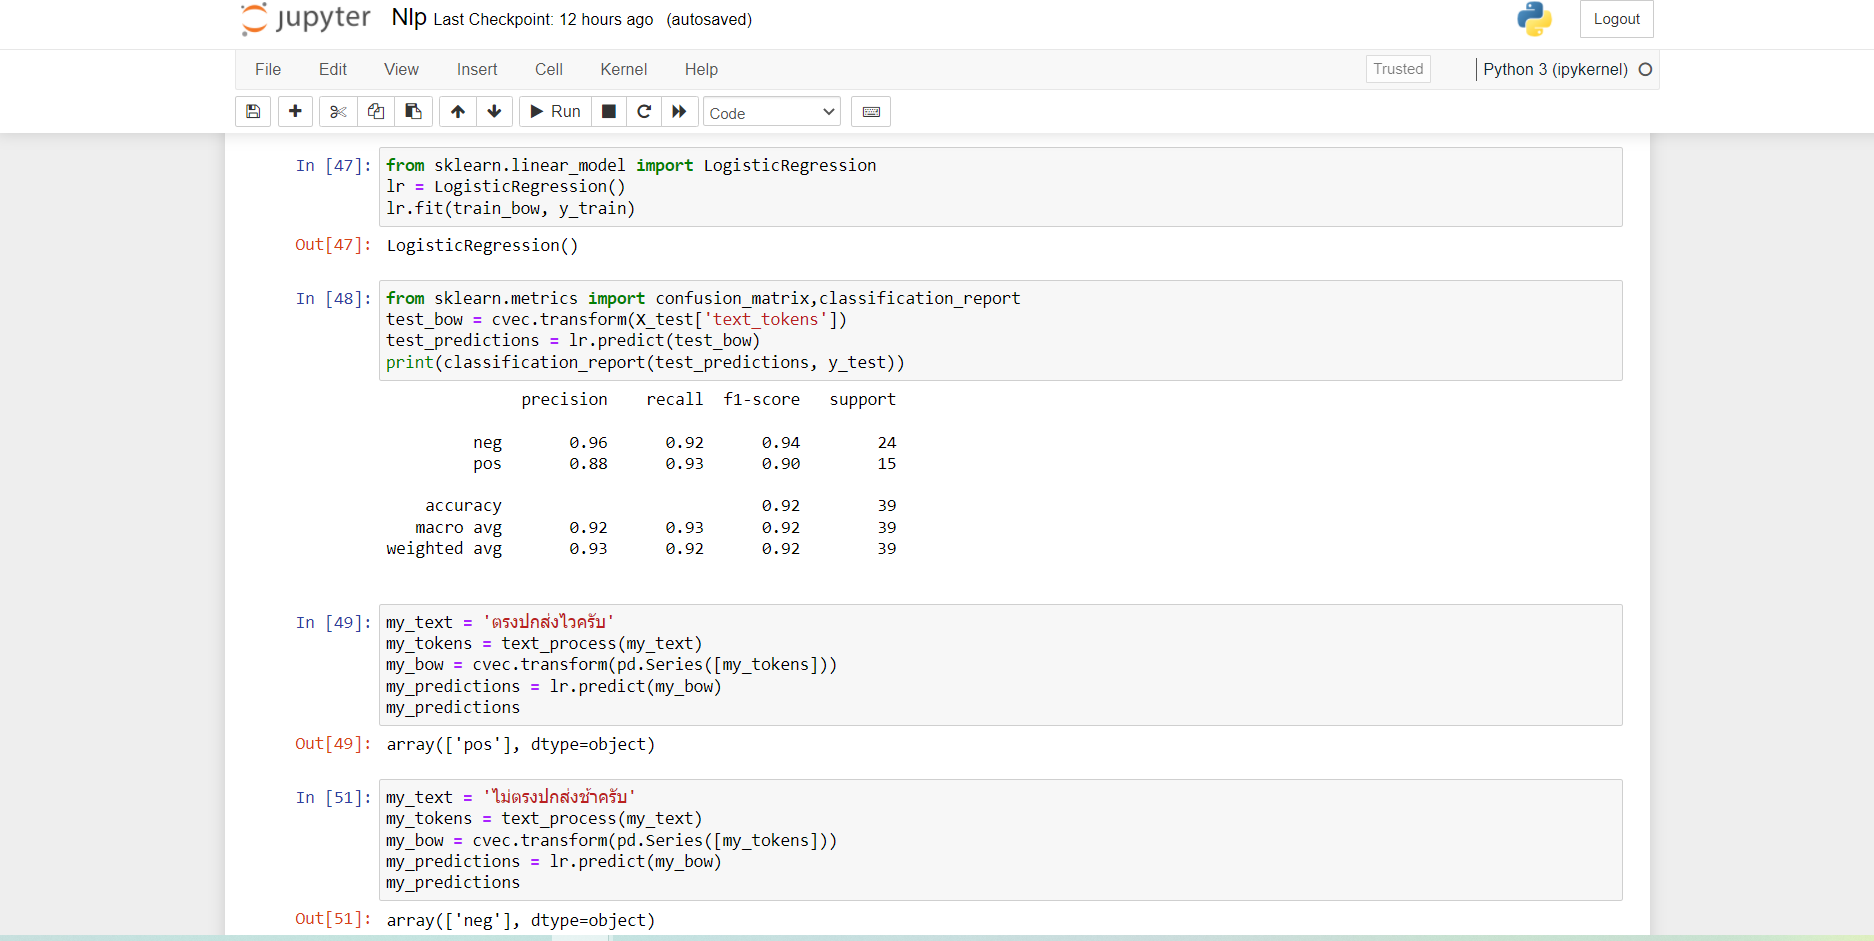 jupyter Nlp Last Checkpoint: 12 hours ago (autosaved) Logout
File Edit View Insert Cell Kernel Help Trusted Python 3 (ipykernel)
Run Code
In [47]: from sklearn.linear_model import LogisticRegression
lr = LogisticRegression()
lr.fit(train_bow, y_train)
Out[47]: LogisticRegression()
In [48]: from sklearn.metrics import confusion_matrix,classification_report
test_bow = cvec.transform(X_test['text_tokens'])
test_predictions = lr.predict(test_bow)
print(classification_report(test_predictions, y_test))
precision recall f1-score support
neg 0.96 0.92 0.94 24
pos 0.88 0.93 0.90 15
accuracy 0.92 39
macro avg 0.92 0.93 0.92 39
weighted avg 0.93 0.92 0.92 39
In [49]: my_text = 'ตรงปกส่งไวครับ'
my_tokens = text_process(my_text)
my_bow = cvec.transform(pd.Series([my_tokens]))
my_predictions = lr.predict(my_bow)
my_predictions
Out[49]: array(['pos'], dtype=object)
In [51]: my_text = 'ไม่ตรงปกส่งช้าครับ'
my_tokens = text_process(my_text)
my_bow = cvec.transform(pd.Series([my_tokens]))
my_predictions = lr.predict(my_bow)
my_predictions
Out[51]: array(['neg'], dtype=object)